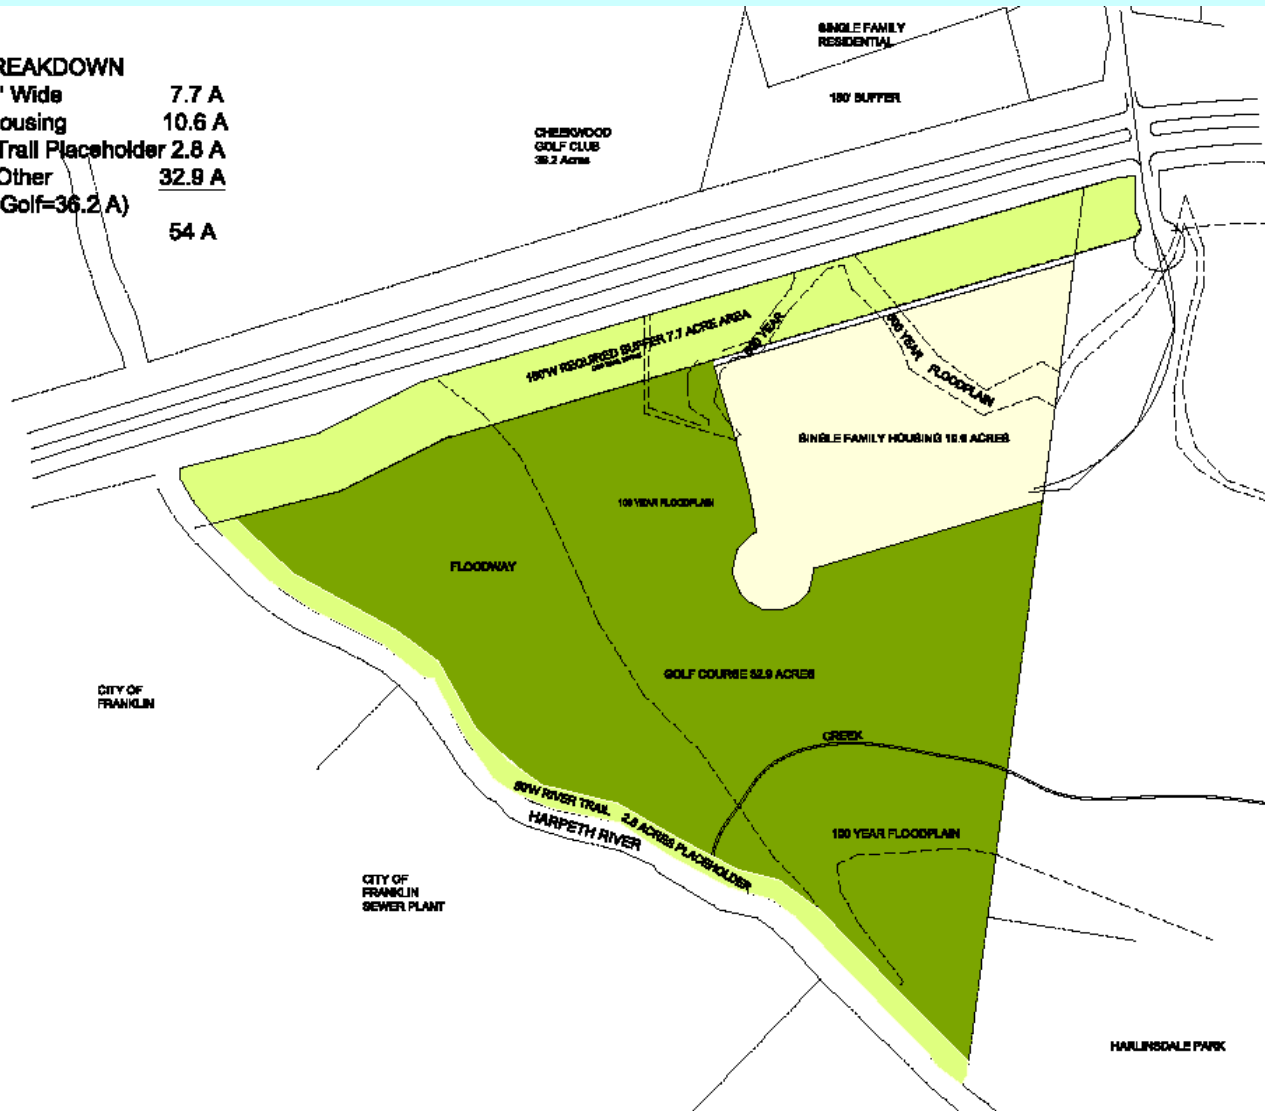 REAKDOWN
' Wide 7.7 A
ousing 10.6 A
Trail Placeholder 2.8 A
Other 32.9 A
Golf=36.2 A)
54 A
SINGLE FAMILY
RESIDENTIAL
150' BUFFER
CHEEKWOOD
GOLF CLUB
36.2 Acres
150'W REQUIRED BUFFER 7.7 ACRE AREA
500 YEAR
500 YEAR
FLOODPLAIN
SINGLE FAMILY HOUSING 10.6 ACRES
100 YEAR FLOODPLAIN
FLOODWAY
GOLF COURSE 32.9 ACRES
CITY OF
FRANKLIN
CREEK
50'W RIVER TRAIL 2.8 ACRES PLACEHOLDER
HARPETH RIVER
100 YEAR FLOODPLAIN
CITY OF
FRANKLIN
SEWER PLANT
HARLINSDALE PARK